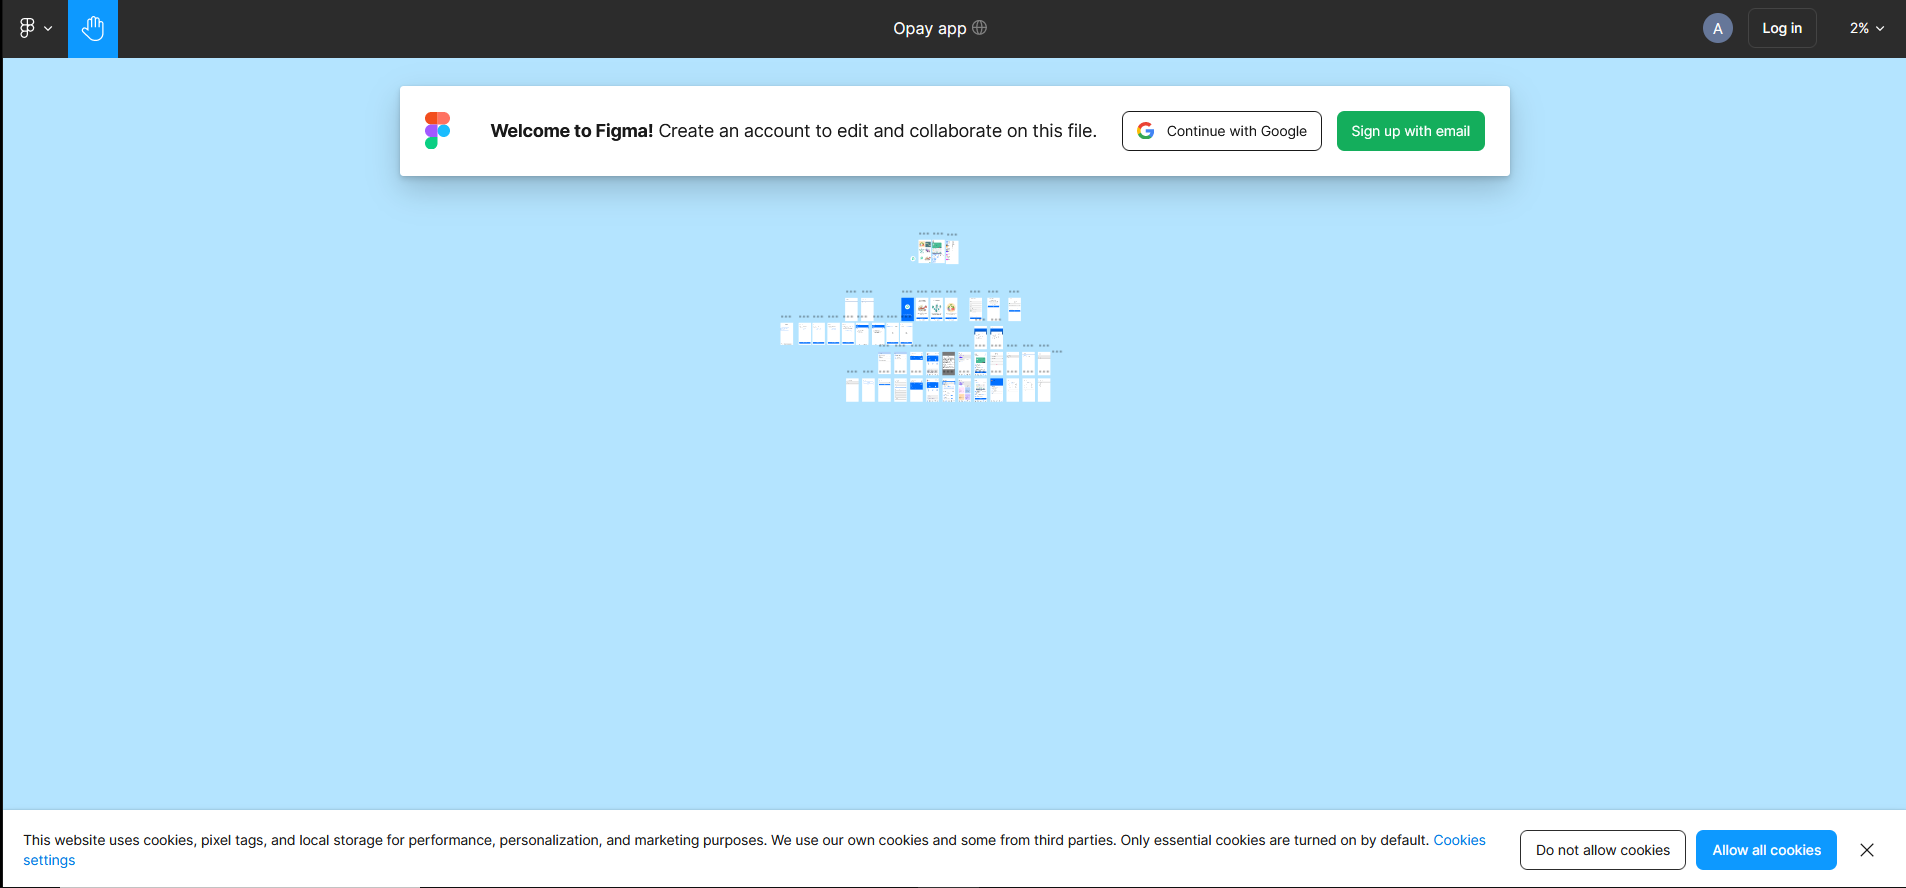 Opay app
A
Log in
2%
Welcome to Figma! Create an account to edit and collaborate on this file.
Continue with Google
Sign up with email
This website uses cookies, pixel tags, and local storage for performance, personalization, and marketing purposes. We use our own cookies and some from third parties. Only essential cookies are turned on by default. Cookies
settings
Do not allow cookies
Allow all cookies